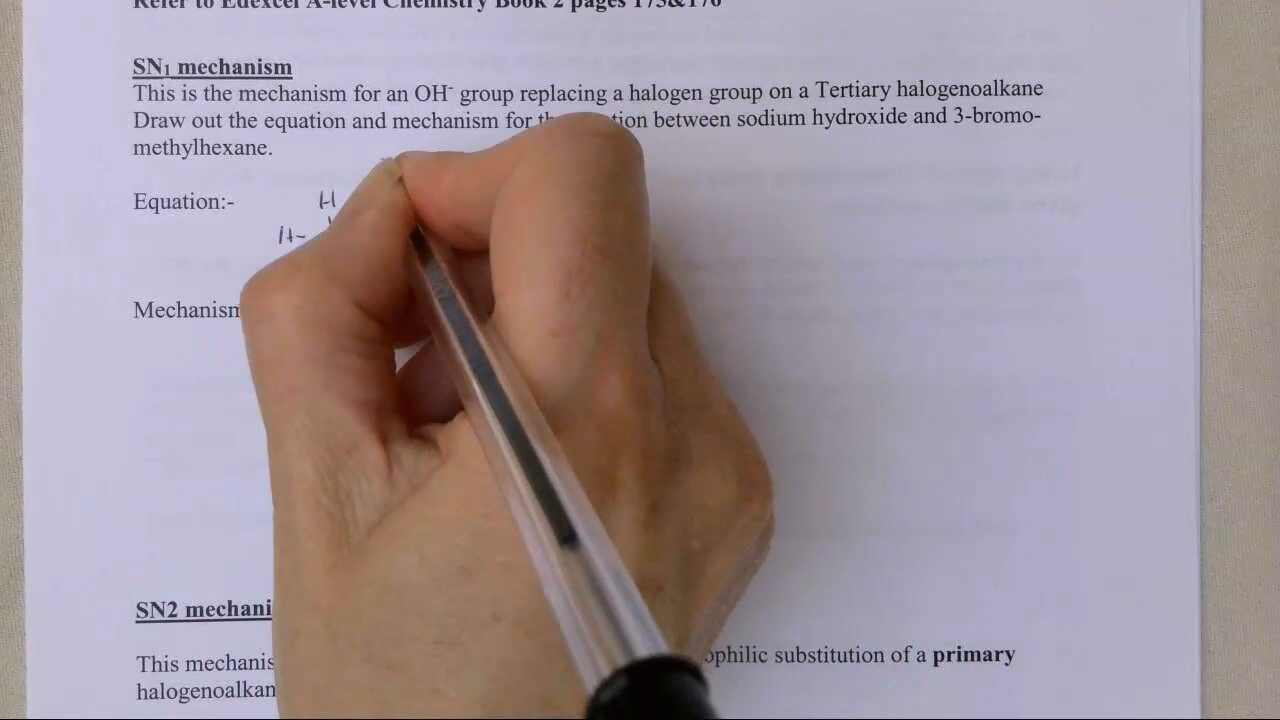 Refer to Edexcel A-level Chemistry Book 2 pages 175&176
SN1 mechanism
This is the mechanism for an OH- group replacing a halogen group on a Tertiary halogenoalkane
Draw out the equation and mechanism for tion between sodium hydroxide and 3-bromo-
methylhexane.
Equation:-
H
H-
Mechanism
SN2 mechani
This mechanis ophilic substitution of a primary
halogenoalkan